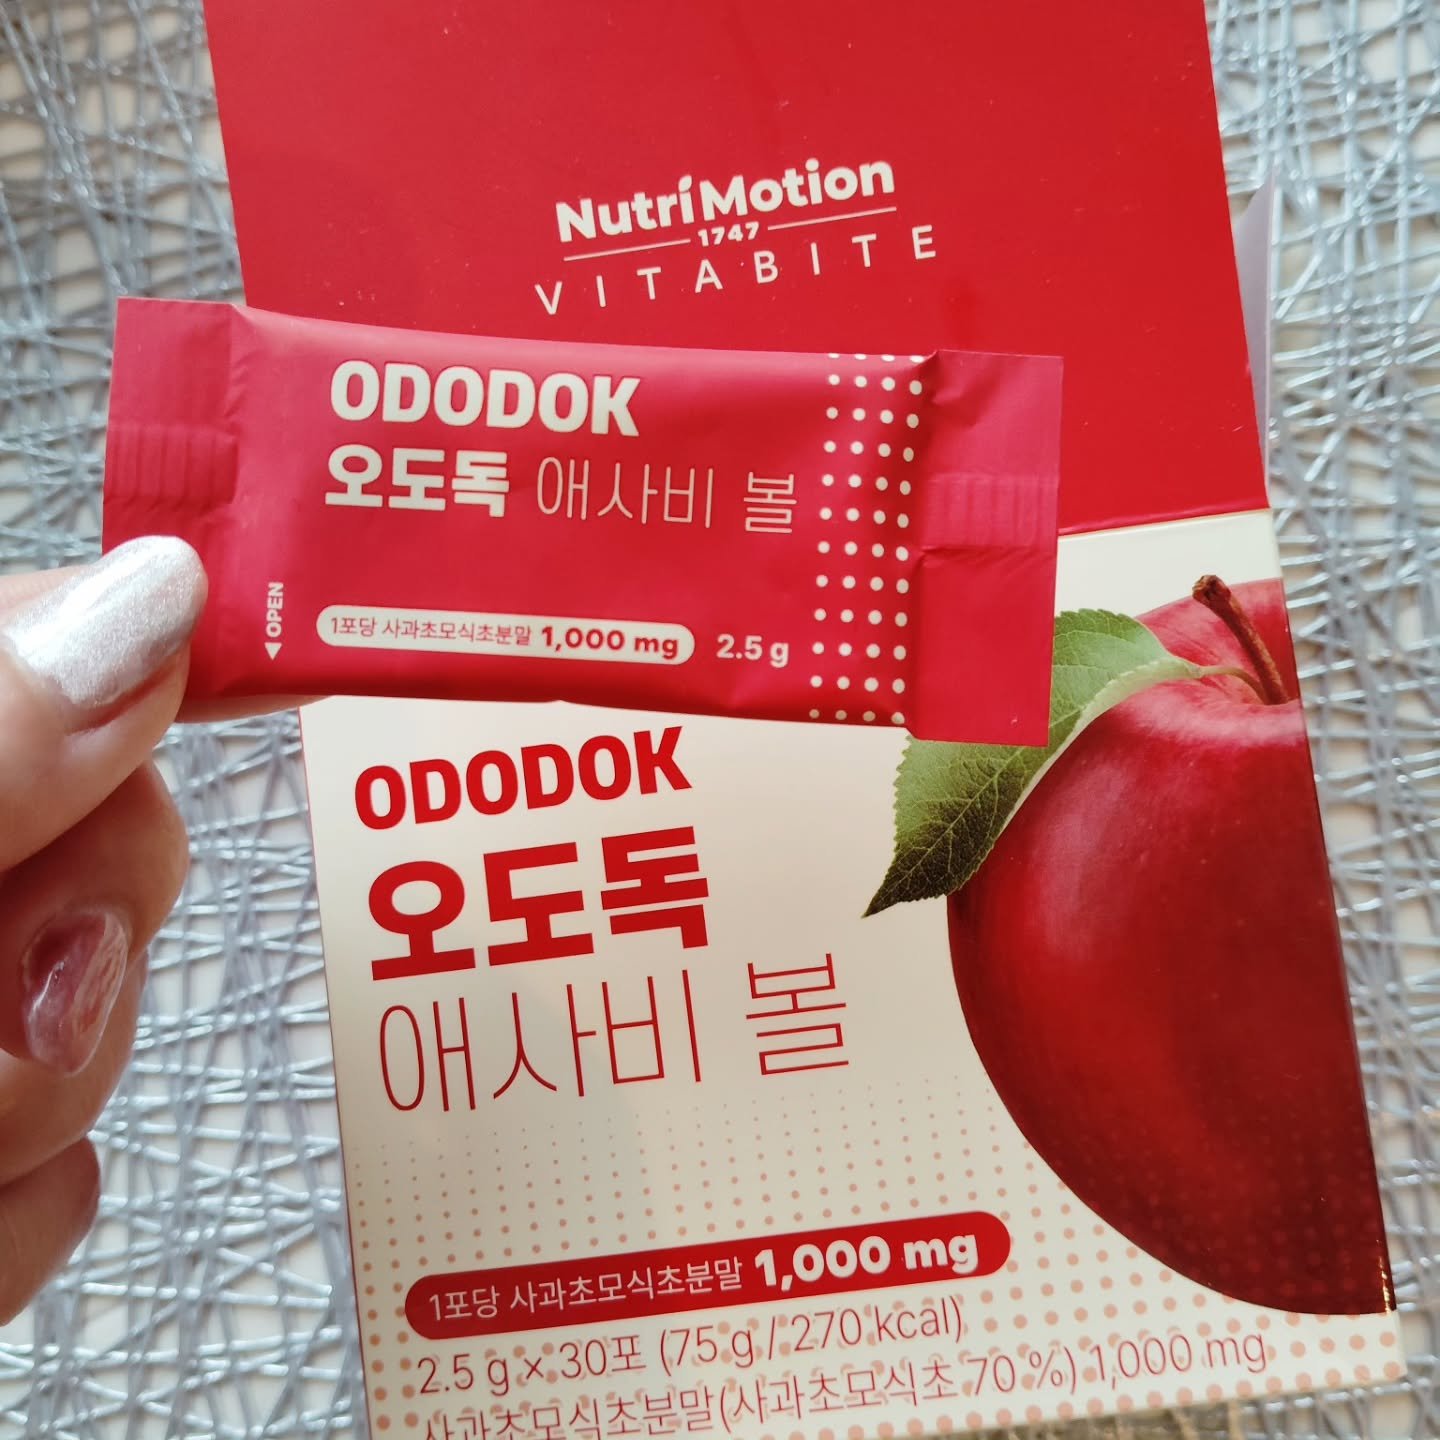 NutriMotion
1747
VITABITE
ODODOK
오도독 애사비 볼
◀ OPEN
1포당 사과초모식초분말 1,000 mg 2.5 g
ODODOK
오도독
애사비 볼
1포당 사과초모식초분말 1,000 mg
2.5 g × 30포 (75 g / 270 kcal)
사과초모식초분말(사과초모식초 70 %) 1,000 mg